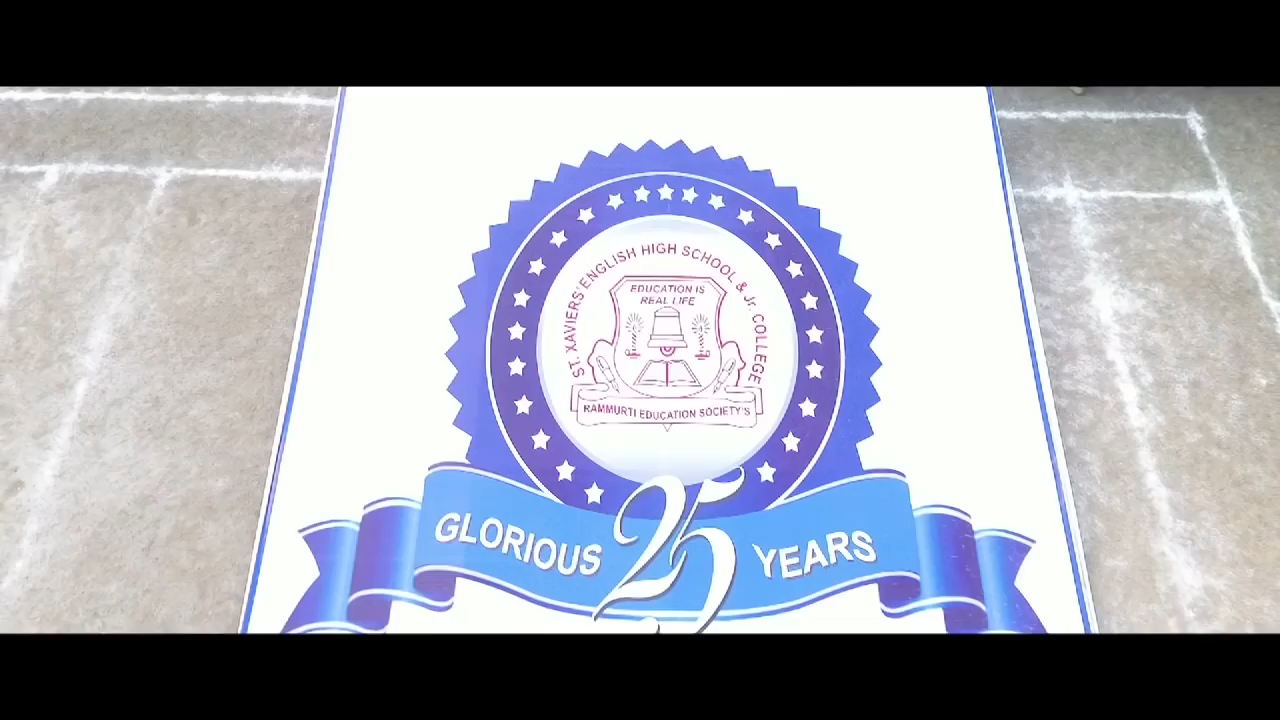 ST. XAVIERS' ENGLISH HIGH SCHOOL & Jr. COLLEGE
EDUCATION IS
REAL LIFE
RAMMURTI EDUCATION SOCIETY'S
GLORIOUS 25 YEARS